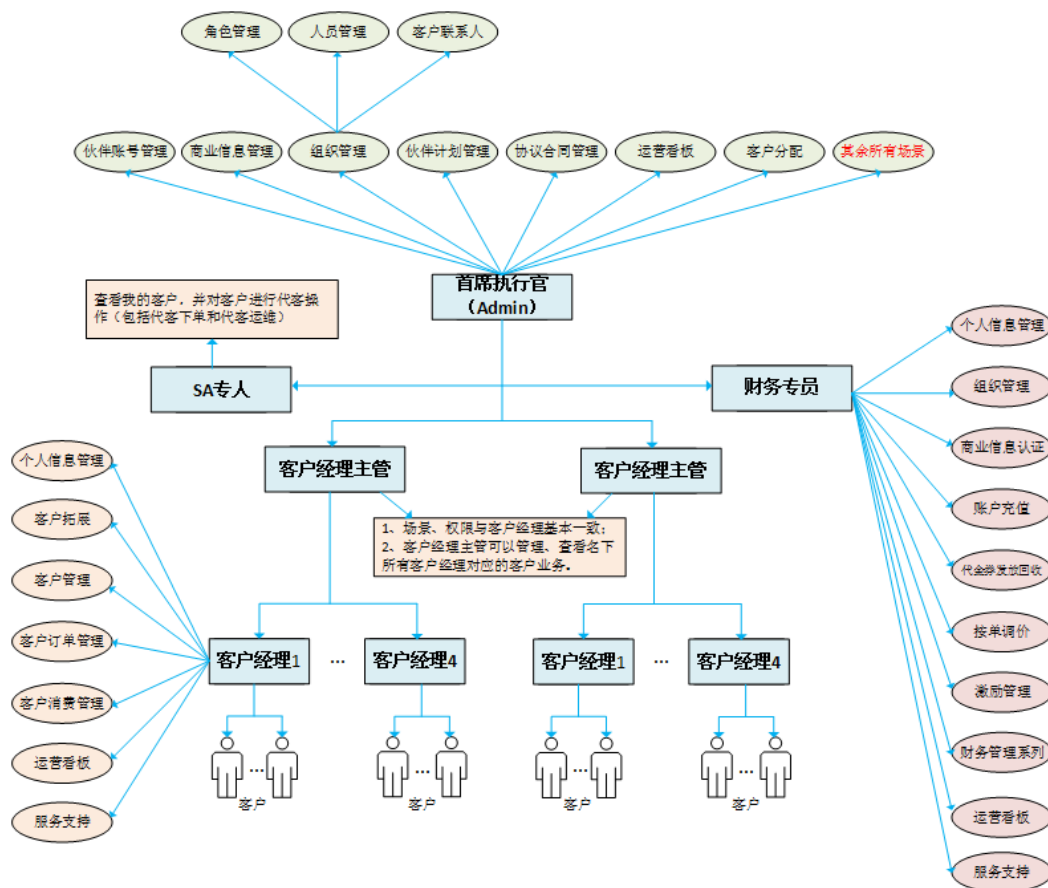 角色管理
人员管理
客户联系人
伙伴账号管理
商业信息管理
组织管理
伙伴计划管理
协议合同管理
运营看板
客户分配
其余所有场景
首席执行官
（Admin）
查看我的客户，并对客户进行代客操
作（包括代客下单和代客运维）
SA专人
财务专员
个人信息管理
组织管理
商业信息认证
账户充值
代金券发放回收
按单调价
激励管理
财务管理系列
运营看板
服务支持
客户经理主管
客户经理主管
1、场景、权限与客户经理基本一致；
2、客户经理主管可以管理、查看名下
所有客户经理对应的客户业务。
个人信息管理
客户拓展
客户管理
客户订单管理
客户消费管理
运营看板
服务支持
客户经理1
...
客户经理4
客户经理1
...
客户经理4
...
...
...
...
客户
客户
客户
客户